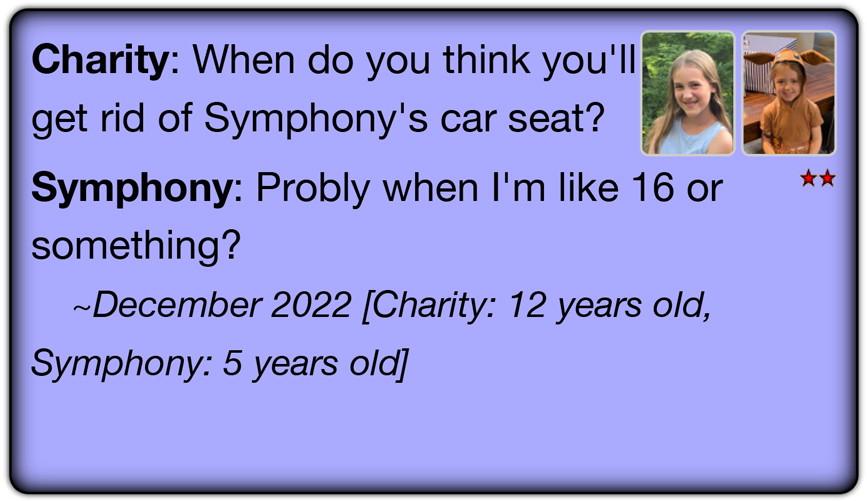 Charity: When do you think you'll
get rid of Symphony's car seat?
Symphony: Probly when I'm like 16 or
something?
~December 2022 [Charity: 12 years old,
Symphony: 5 years old]